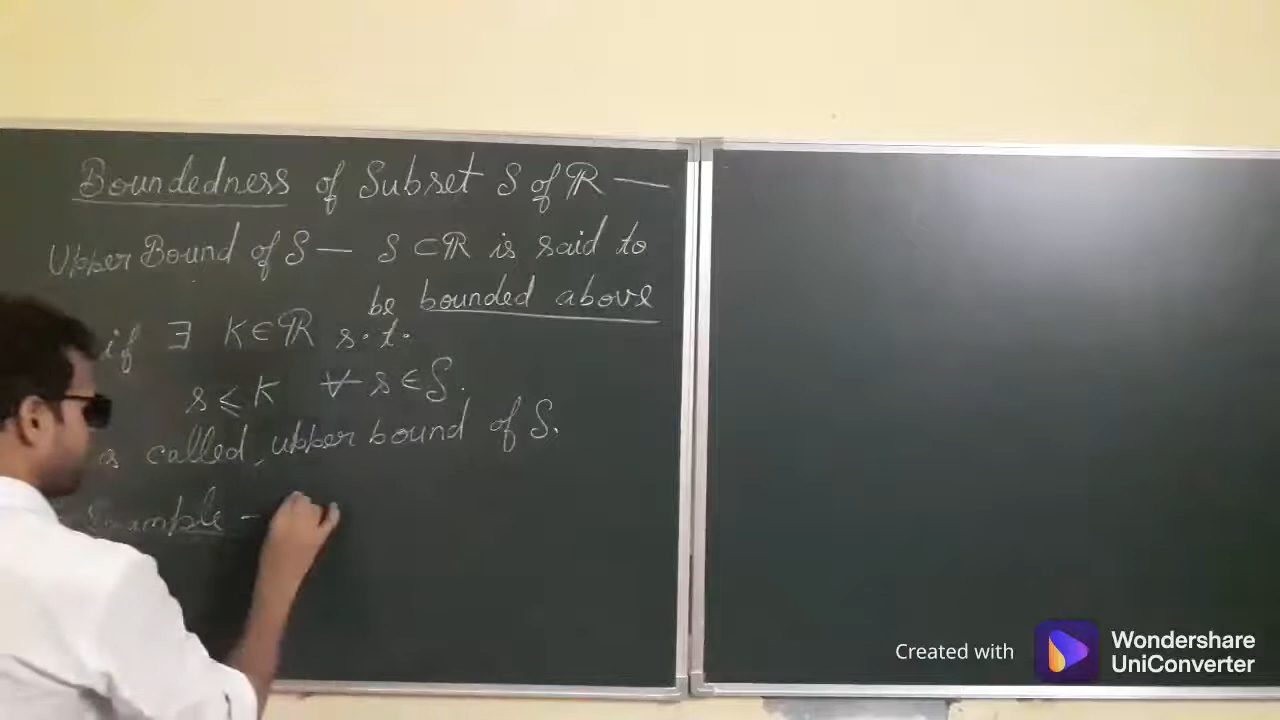 Boundedness of Subset S of ℝ —
Upper Bound of S — S ⊂ ℝ is said to
be bounded above
if ∃ K ∈ ℝ s.t.
s ≤ K ∀ s ∈ S.
is called, upper bound of S.
Example -
Created with
Wondershare
UniConverter